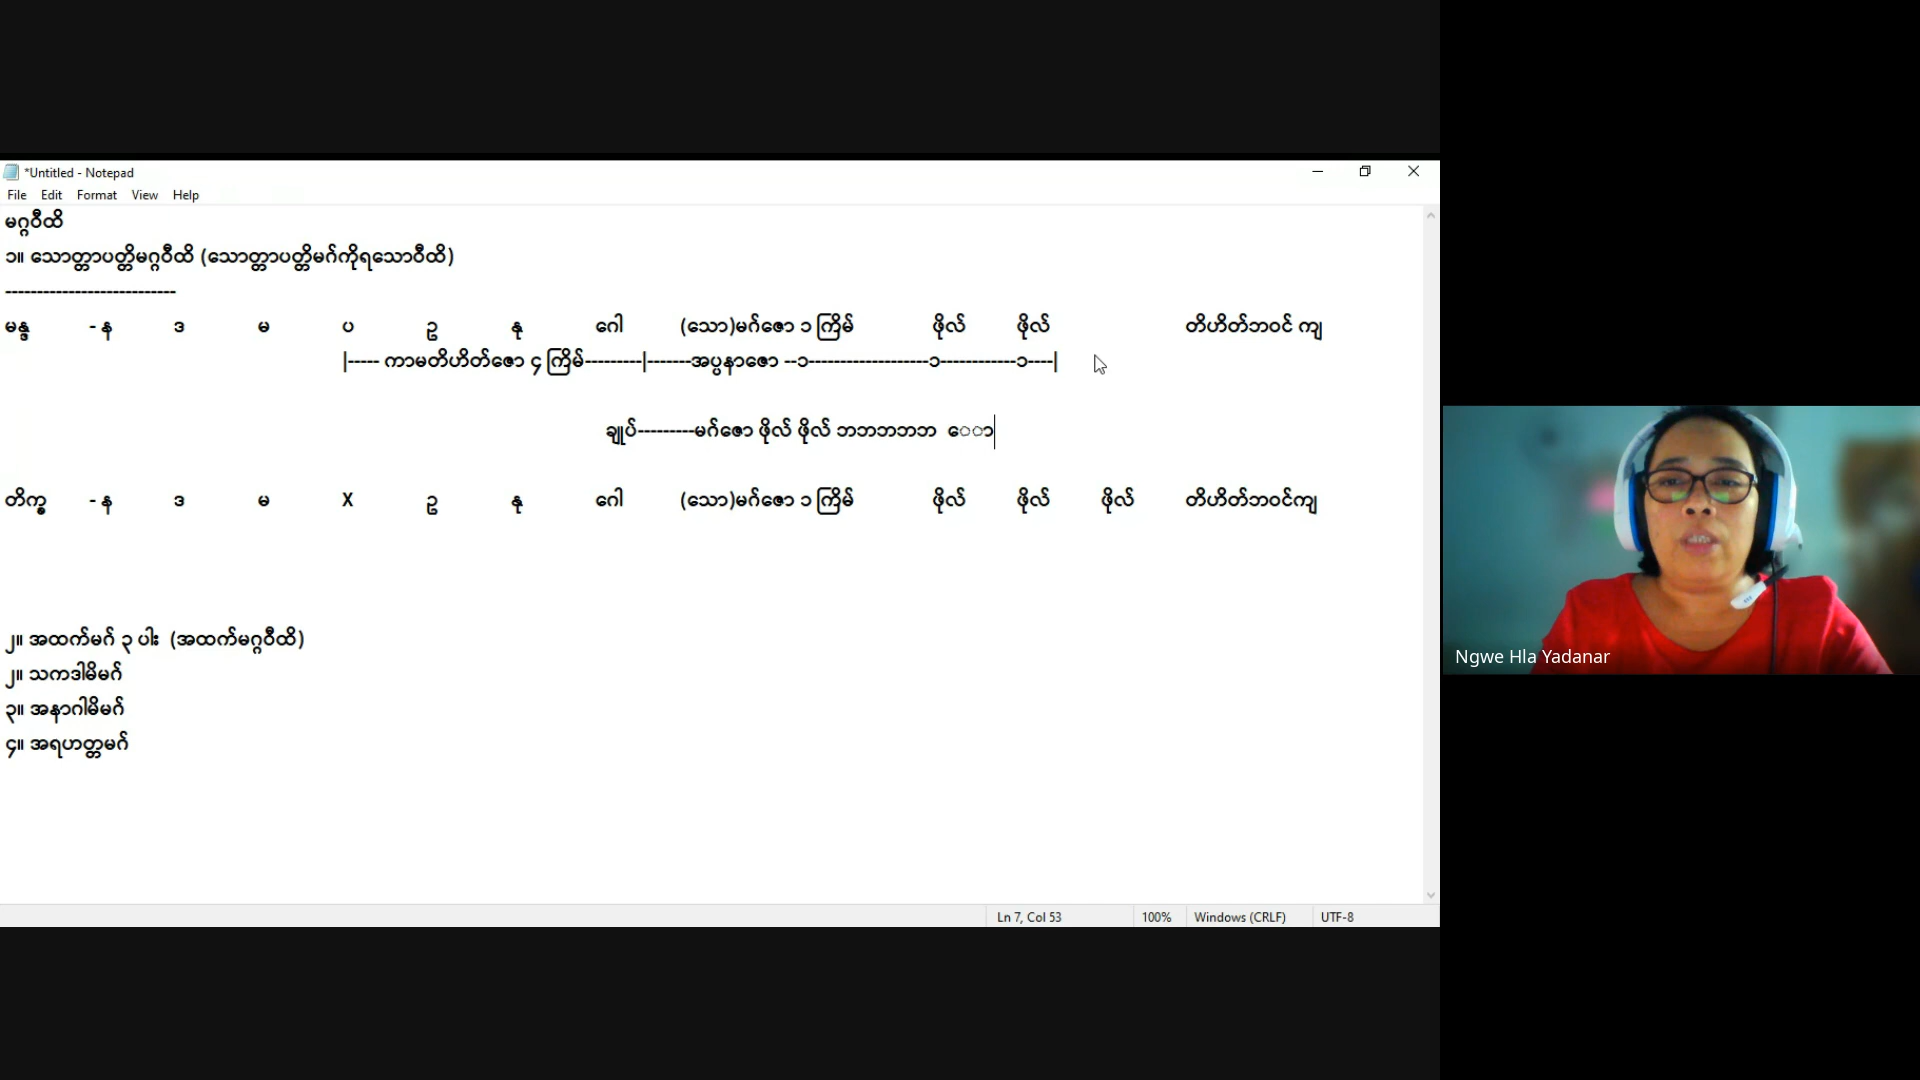 *Untitled - Notepad
File Edit Format View Help
မဂ္ဂဝီထိ
၁။ သောတ္တာပတ္တိမဂ္ဂဝီထိ (သောတ္တာပတ္တိမဂ်ကိုရသောဝီထိ)
---------------------------
မန္ဒ - န ဒ မ ပ ဥ နု ဂေါ (သော)မဂ်ဇော ၁ ကြိမ် ဖိုလ် ဖိုလ် တိဟိတ်ဘဝင် ကျ
|----- ကာမတိဟိတ်ဇော ၄ ကြိမ်---------|-------အပ္ပနာဇော --၁-------------------၁------------၁----|
ချုပ်---------မဂ်ဇော ဖိုလ် ဖိုလ် ဘဘဘဘဘ ေော
တိက္ခ - န ဒ မ X ဥ နု ဂေါ (သော)မဂ်ဇော ၁ ကြိမ် ဖိုလ် ဖိုလ် ဖိုလ် တိဟိတ်ဘဝင်ကျ
၂။ အထက်မဂ် ၃ ပါး (အထက်မဂ္ဂဝီထိ)
၂။ သကဒါမိမဂ်
၃။ အနာဂါမိမဂ်
၄။ အရဟတ္တမဂ်
Ln 7, Col 53 100% Windows (CRLF) UTF-8
Ngwe Hla Yadanar